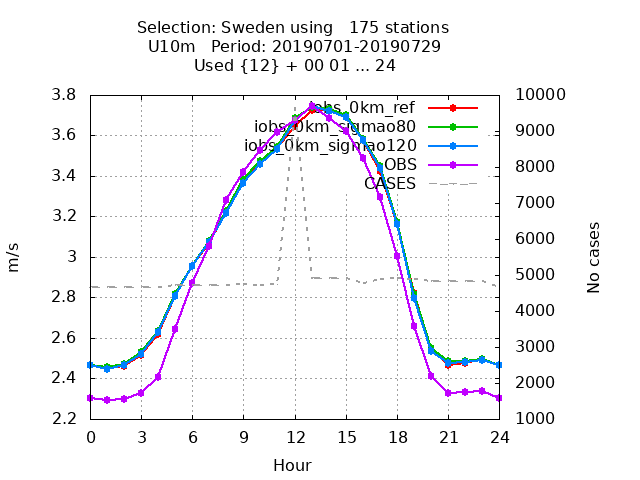 Selection: Sweden using   175 stations
U10m   Period: 20190701-20190729
Used {12} + 00 01 ... 24
3.8
3.6
3.4
3.2
3
2.8
2.6
2.4
2.2
m/s
10000
9000
8000
7000
6000
5000
4000
3000
2000
1000
No cases
iobs_0km_ref
iobs_0km_sigmao80
iobs_0km_sigmao120
OBS
CASES
0 3 6 9 12 15 18 21 24
Hour